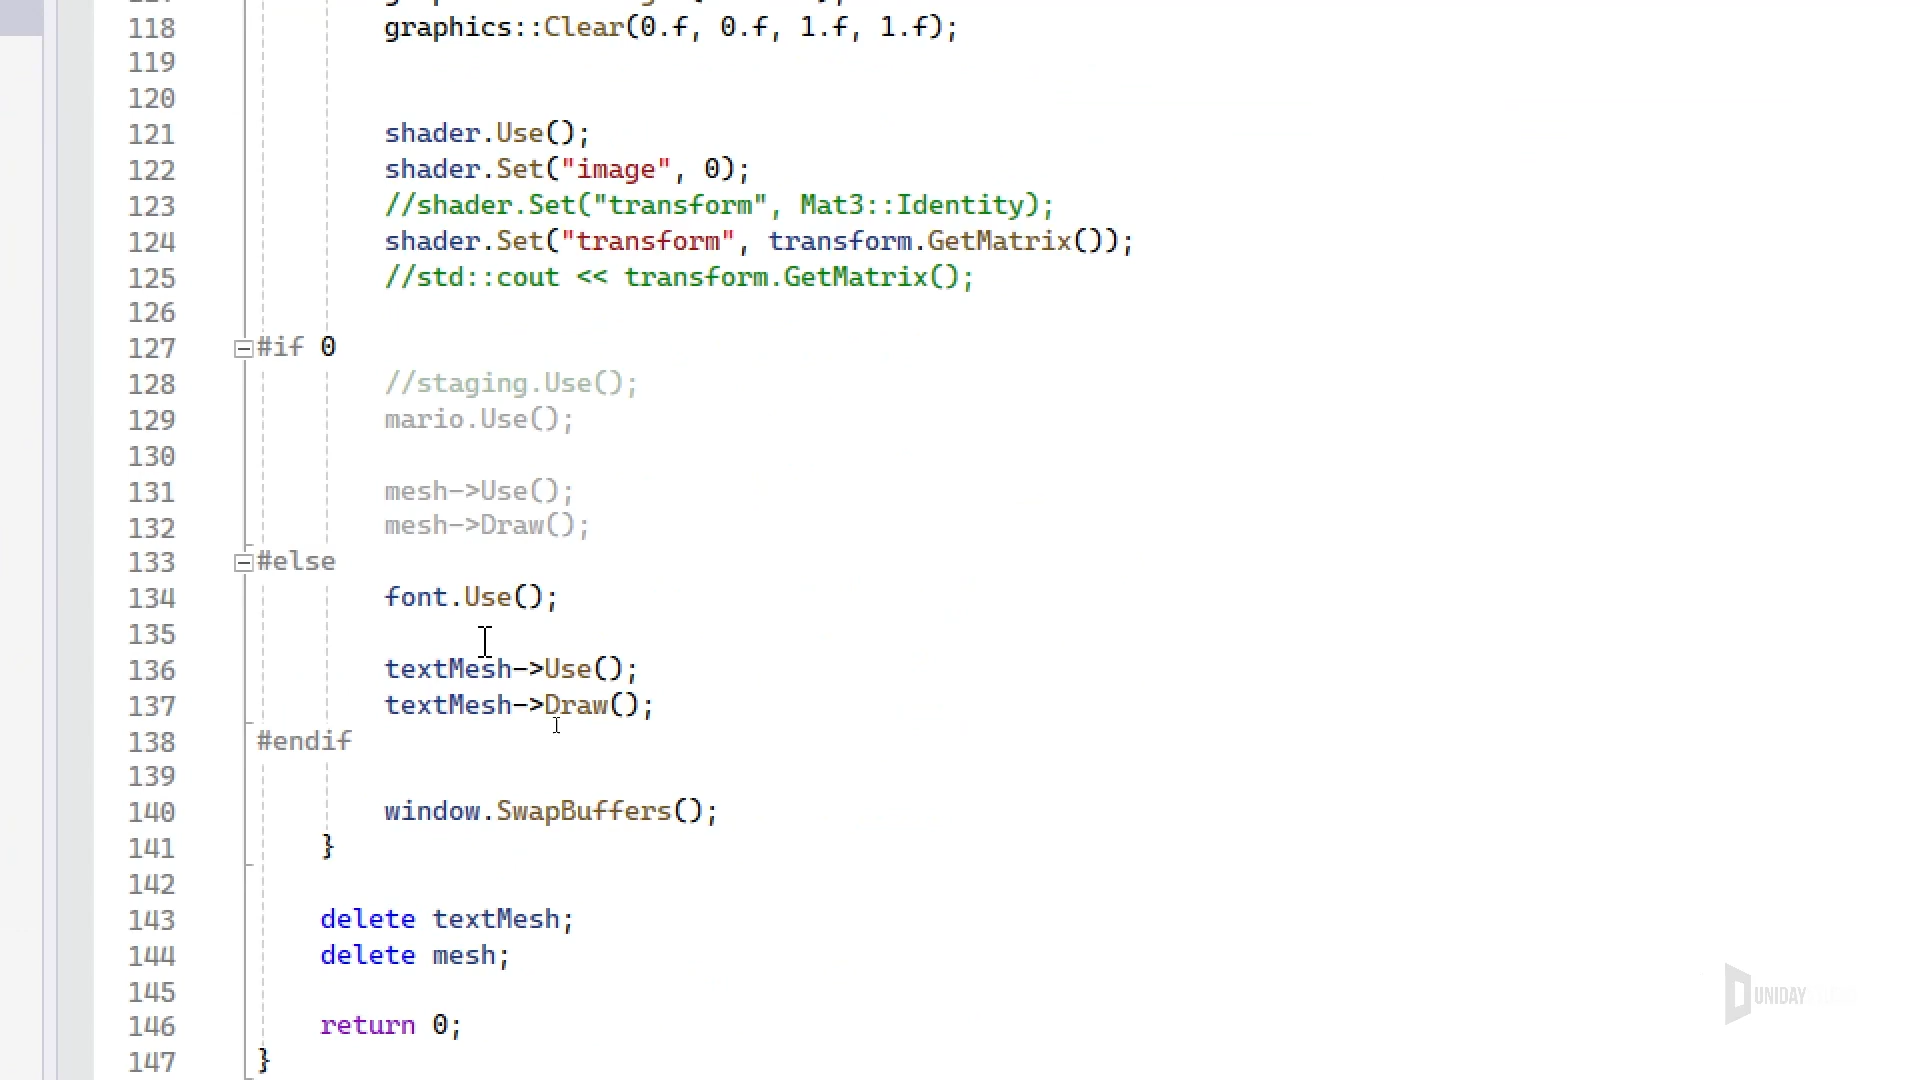 118 graphics::Clear(0.f, 0.f, 1.f, 1.f);
119
120
121 shader.Use();
122 shader.Set("image", 0);
123 //shader.Set("transform", Mat3::Identity);
124 shader.Set("transform", transform.GetMatrix());
125 //std::cout << transform.GetMatrix();
126
127 #if 0
128 //staging.Use();
129 mario.Use();
130
131 mesh->Use();
132 mesh->Draw();
133 #else
134 font.Use();
135
136 textMesh->Use();
137 textMesh->Draw();
138 #endif
139
140 window.SwapBuffers();
141 }
142
143 delete textMesh;
144 delete mesh;
145
146 return 0;
147 }
UNIDAY